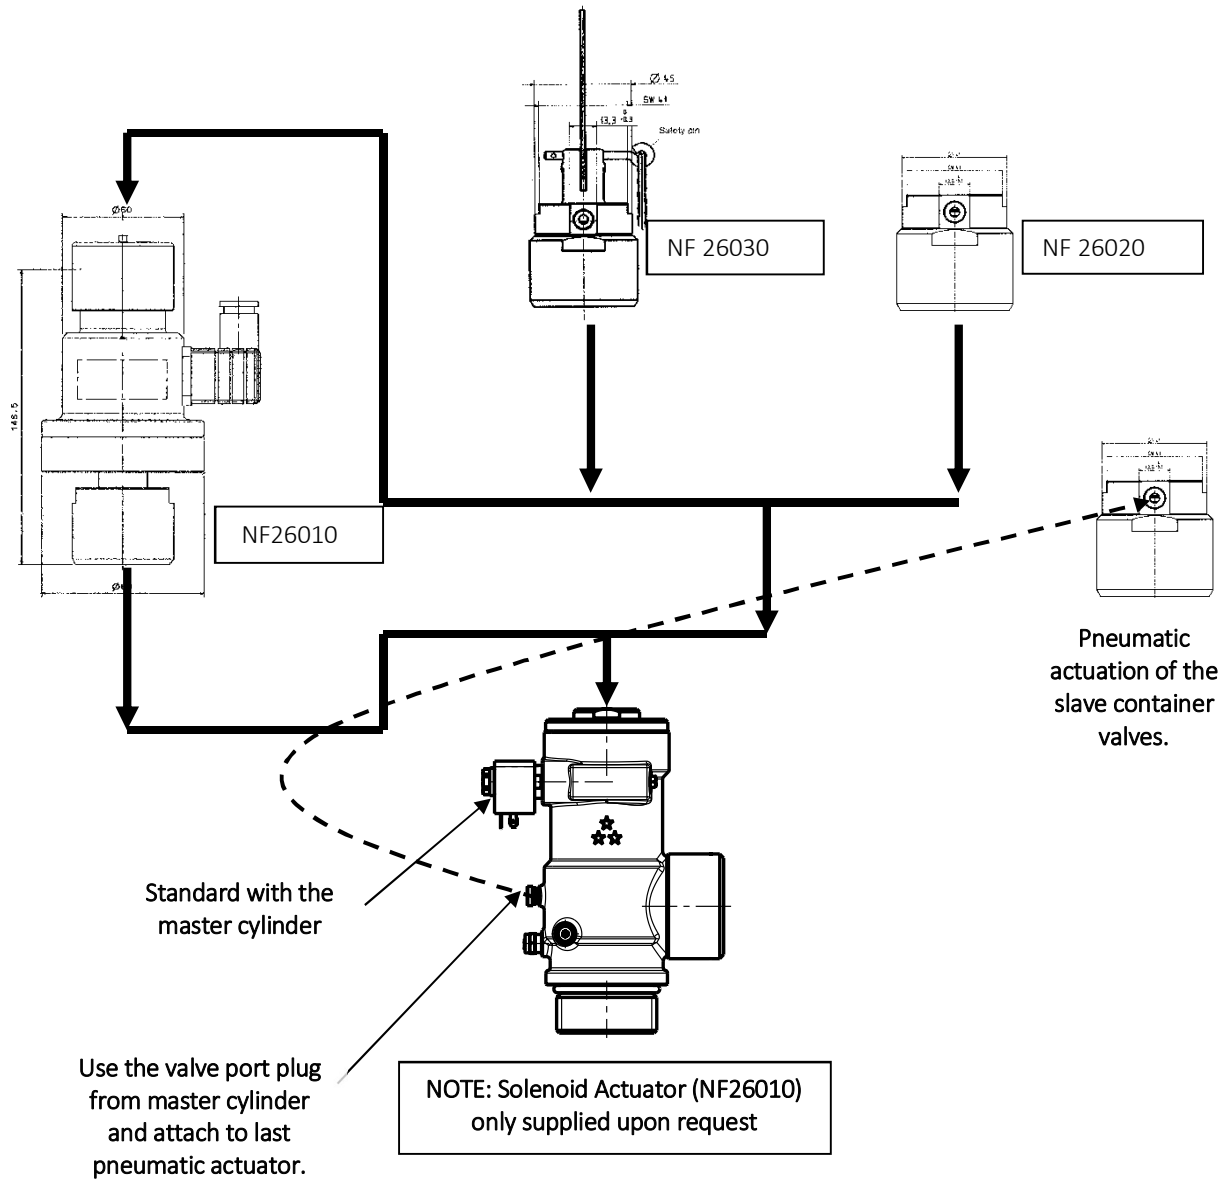 Ø 45
SW 41
Safety pin
Ø60
NF 26030
NF 26020
148.5
NF26010
Pneumatic
actuation of the
slave container
valves.
Standard with the
master cylinder
Use the valve port plug
from master cylinder
and attach to last
pneumatic actuator.
NOTE: Solenoid Actuator (NF26010)
only supplied upon request